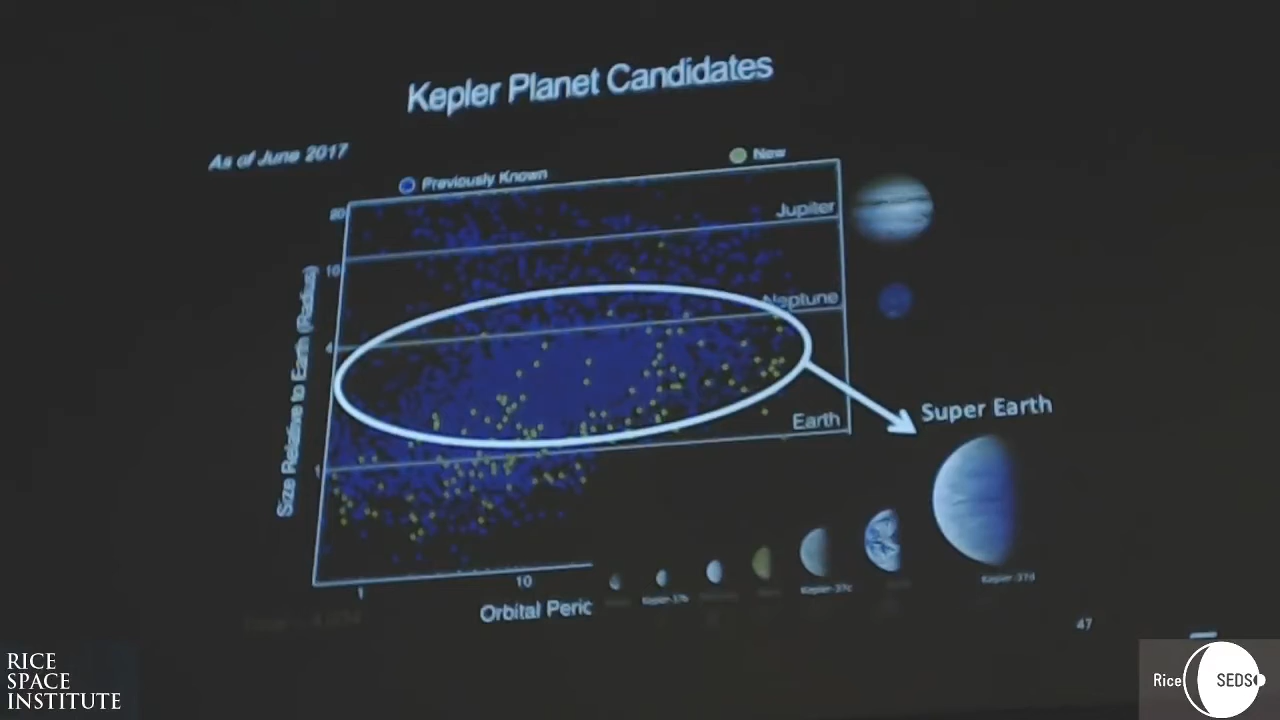 Kepler Planet Candidates
As of June 2017
Previously Known
New
20
Jupiter
10
Neptune
4
Size Relative to Earth (Radius)
Super Earth
Earth
1
1
10
Orbital Peric
Kepler-37b
Kepler-37c
Kepler-37d
47
RICE
SPACE
INSTITUTE
Rice SEDS